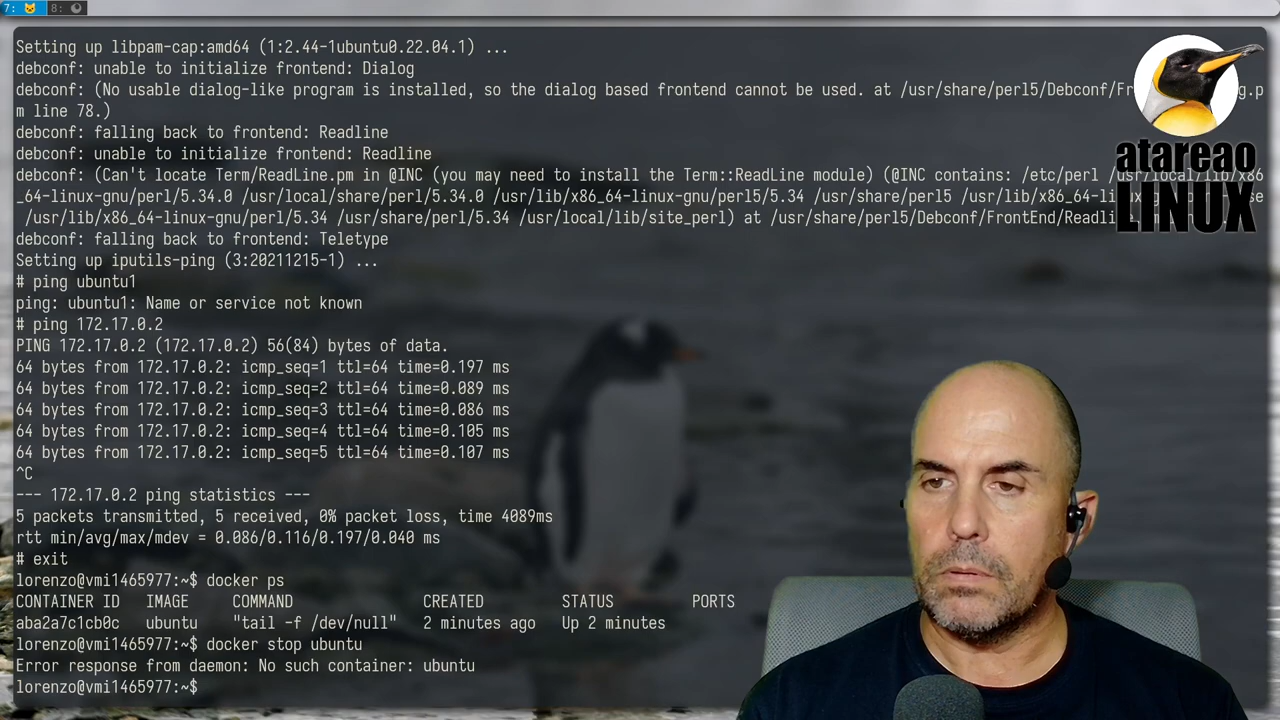 7: 8:
Setting up libpam-cap:amd64 (1:2.44-1ubuntu0.22.04.1) ...
debconf: unable to initialize frontend: Dialog
debconf: (No usable dialog-like program is installed, so the dialog based frontend cannot be used. at /usr/share/perl5/Debconf/Fr g.p
m line 78.)
debconf: falling back to frontend: Readline
debconf: unable to initialize frontend: Readline
debconf: (Can't locate Term/ReadLine.pm in @INC (you may need to install the Term::ReadLine module) (@INC contains: /etc/perl /usr/local/lib/x86
_64-linux-gnu/perl/5.34.0 /usr/local/share/perl/5.34.0 /usr/lib/x86_64-linux-gnu/perl5/5.34 /usr/share/perl5 /usr/lib/x86_64-li se
/usr/lib/x86_64-linux-gnu/perl/5.34 /usr/share/perl/5.34 /usr/local/lib/site_perl) at /usr/share/perl5/Debconf/FrontEnd/Readli
debconf: falling back to frontend: Teletype
Setting up iputils-ping (3:20211215-1) ...
# ping ubuntu1
ping: ubuntu1: Name or service not known
# ping 172.17.0.2
PING 172.17.0.2 (172.17.0.2) 56(84) bytes of data.
64 bytes from 172.17.0.2: icmp_seq=1 ttl=64 time=0.197 ms
64 bytes from 172.17.0.2: icmp_seq=2 ttl=64 time=0.089 ms
64 bytes from 172.17.0.2: icmp_seq=3 ttl=64 time=0.086 ms
64 bytes from 172.17.0.2: icmp_seq=4 ttl=64 time=0.105 ms
64 bytes from 172.17.0.2: icmp_seq=5 ttl=64 time=0.107 ms
^C
--- 172.17.0.2 ping statistics ---
5 packets transmitted, 5 received, 0% packet loss, time 4089ms
rtt min/avg/max/mdev = 0.086/0.116/0.197/0.040 ms
# exit
lorenzo@vmi1465977:~$ docker ps
CONTAINER ID IMAGE COMMAND CREATED STATUS PORTS
aba2a7c1cb0c ubuntu "tail -f /dev/null" 2 minutes ago Up 2 minutes
lorenzo@vmi1465977:~$ docker stop ubuntu
Error response from daemon: No such container: ubuntu
lorenzo@vmi1465977:~$
atareao
LINUX